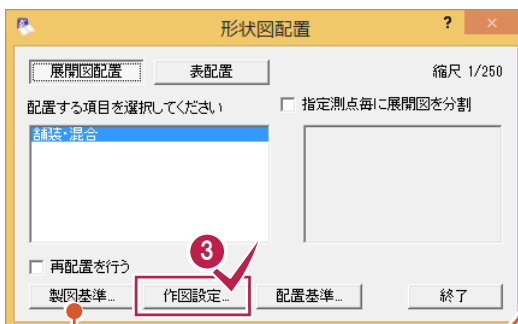 形状図配置 ? ×
展開図配置 表配置 縮尺 1/250
配置する項目を選択してください □ 指定測点毎に展開図を分割
舗装・混合
3
□ 再配置を行う
製図基準... 作図設定... 配置基準... 終了